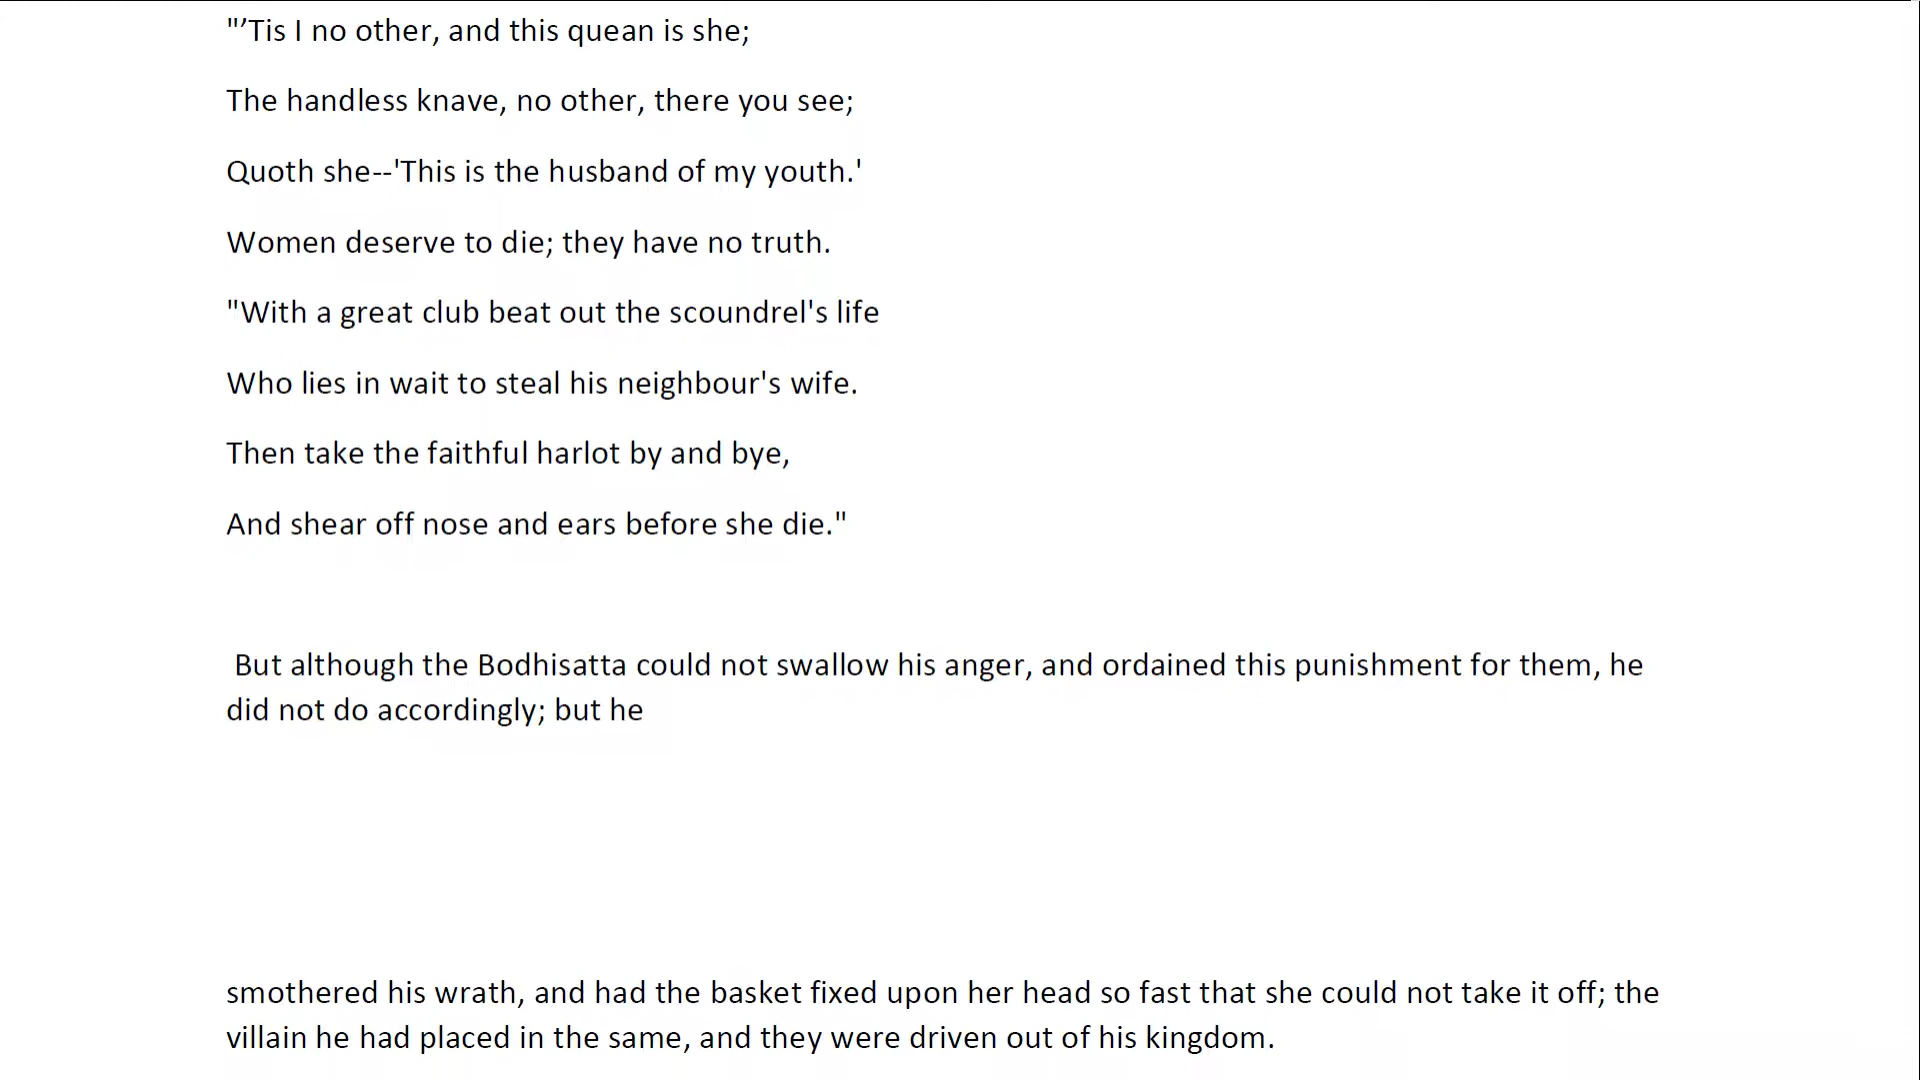 "’Tis I no other, and this quean is she;
The handless knave, no other, there you see;
Quoth she--'This is the husband of my youth.'
Women deserve to die; they have no truth.
"With a great club beat out the scoundrel's life
Who lies in wait to steal his neighbour's wife.
Then take the faithful harlot by and bye,
And shear off nose and ears before she die."
But although the Bodhisatta could not swallow his anger, and ordained this punishment for them, he
did not do accordingly; but he
smothered his wrath, and had the basket fixed upon her head so fast that she could not take it off; the
villain he had placed in the same, and they were driven out of his kingdom.